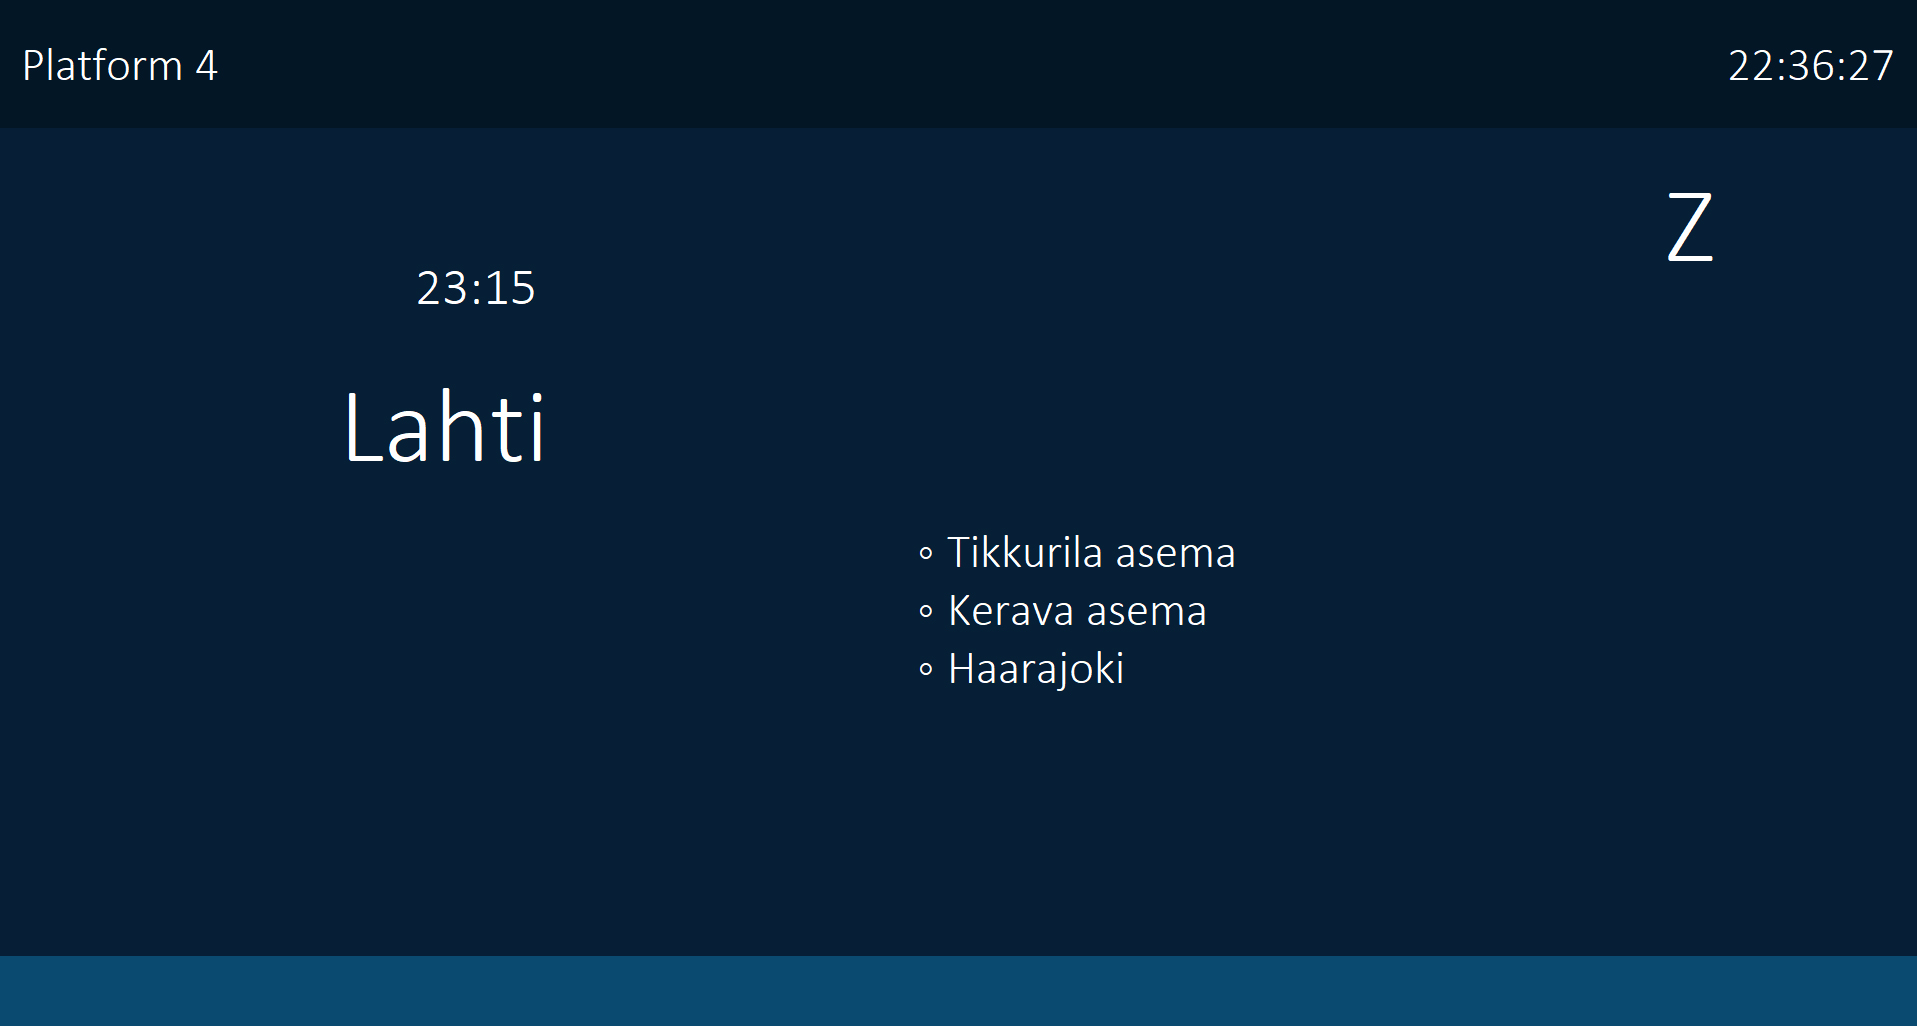 Platform 4
22:36:27
Z
23:15
Lahti
◦ Tikkurila asema
◦ Kerava asema
◦ Haarajoki